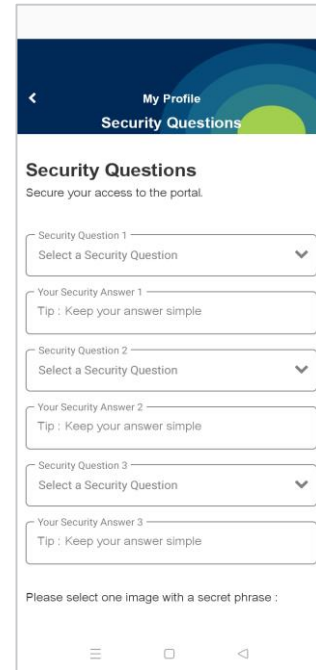 My Profile
Security Questions
Security Questions
Secure your access to the portal.
Security Question 1
Select a Security Question
Your Security Answer 1
Tip : Keep your answer simple
Security Question 2
Select a Security Question
Your Security Answer 2
Tip : Keep your answer simple
Security Question 3
Select a Security Question
Your Security Answer 3
Tip : Keep your answer simple
Please select one image with a secret phrase :